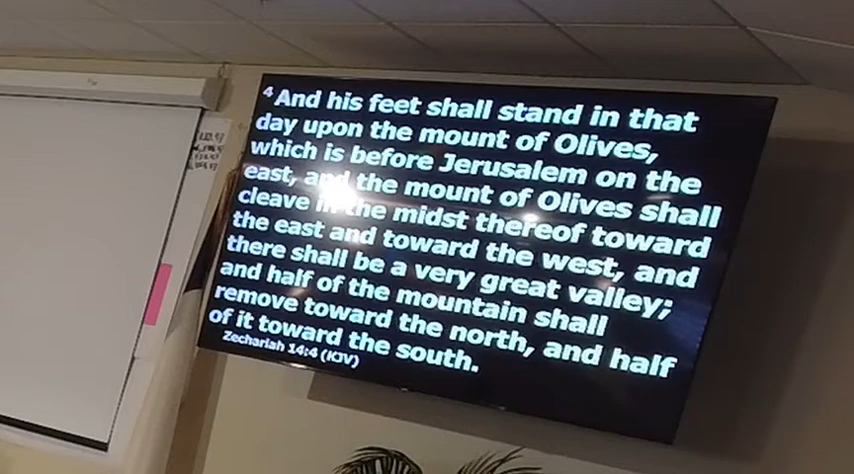 4 And his feet shall stand in that
day upon the mount of Olives,
which is before Jerusalem on the
east, and the mount of Olives shall
cleave in the midst thereof toward
the east and toward the west, and
there shall be a very great valley;
and half of the mountain shall
remove toward the north, and half
of it toward the south.
Zechariah 14:4 (KJV)